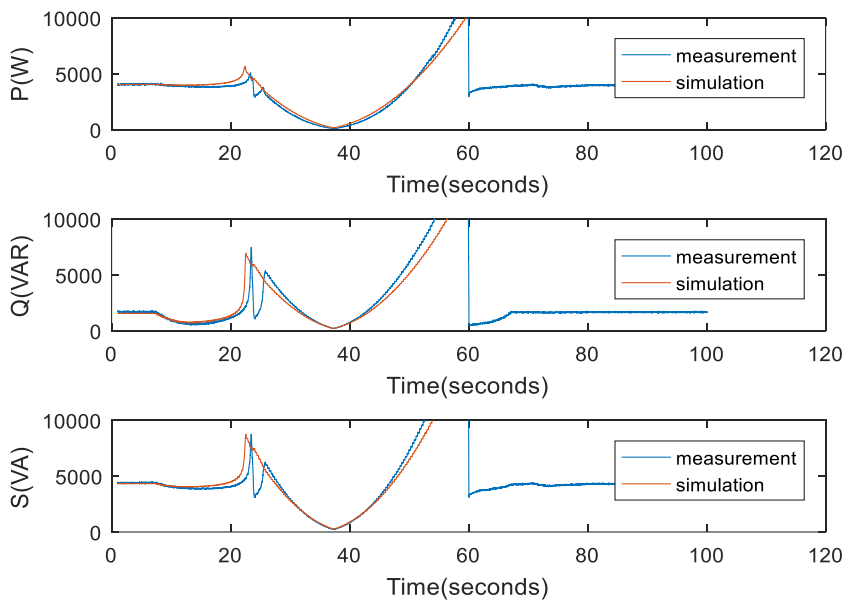 10000
5000
0
P(W)
measurement
simulation
0 20 40 60 80 100 120
Time(seconds)
10000
5000
0
Q(VAR)
measurement
simulation
0 20 40 60 80 100 120
Time(seconds)
10000
5000
0
S(VA)
measurement
simulation
0 20 40 60 80 100 120
Time(seconds)